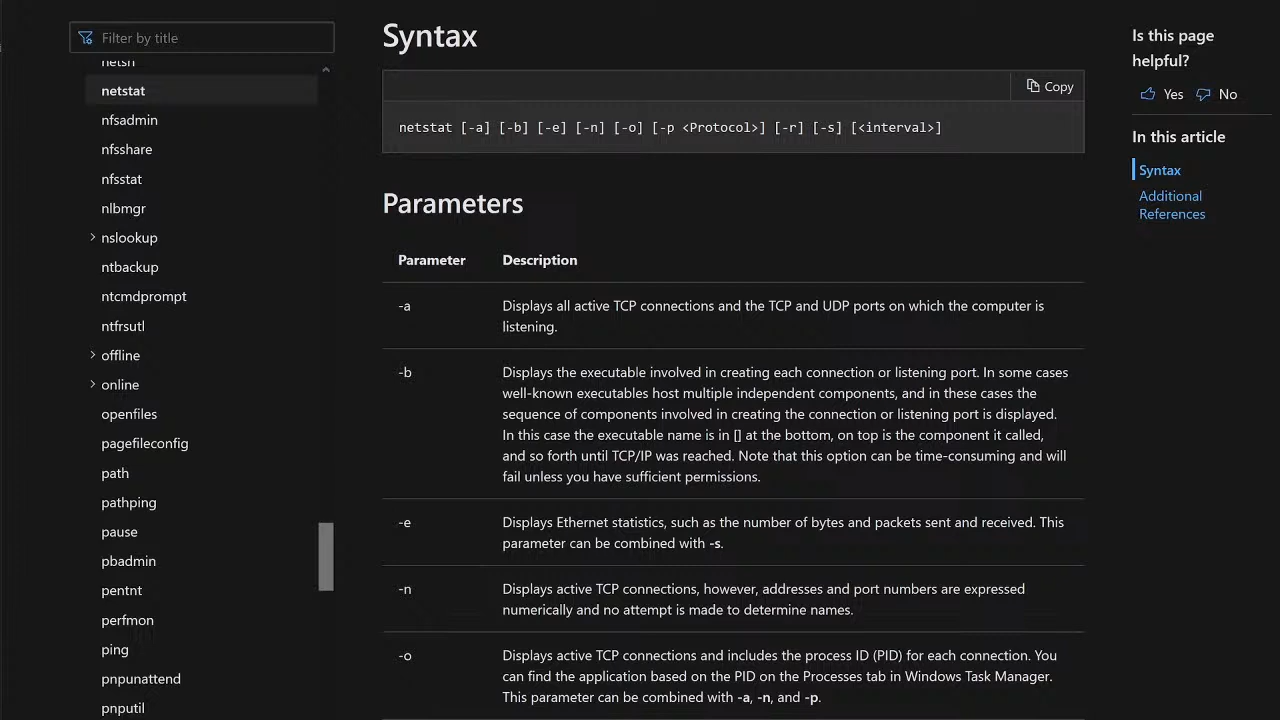 Filter by title
netsh
netstat
nfsadmin
nfsshare
nfsstat
nlbmgr
nslookup
ntbackup
ntcmdprompt
ntfrsutl
offline
online
openfiles
pagefileconfig
path
pathping
pause
pbadmin
pentnt
perfmon
ping
pnpunattend
pnputil
Syntax
Copy
netstat [-a] [-b] [-e] [-n] [-o] [-p <Protocol>] [-r] [-s] [<interval>]
Parameters
Parameter Description
-a Displays all active TCP connections and the TCP and UDP ports on which the computer is
listening.
-b Displays the executable involved in creating each connection or listening port. In some cases
well-known executables host multiple independent components, and in these cases the
sequence of components involved in creating the connection or listening port is displayed.
In this case the executable name is in [] at the bottom, on top is the component it called,
and so forth until TCP/IP was reached. Note that this option can be time-consuming and will
fail unless you have sufficient permissions.
-e Displays Ethernet statistics, such as the number of bytes and packets sent and received. This
parameter can be combined with -s.
-n Displays active TCP connections, however, addresses and port numbers are expressed
numerically and no attempt is made to determine names.
-o Displays active TCP connections and includes the process ID (PID) for each connection. You
can find the application based on the PID on the Processes tab in Windows Task Manager.
This parameter can be combined with -a, -n, and -p.
Is this page
helpful?
Yes No
In this article
Syntax
Additional
References